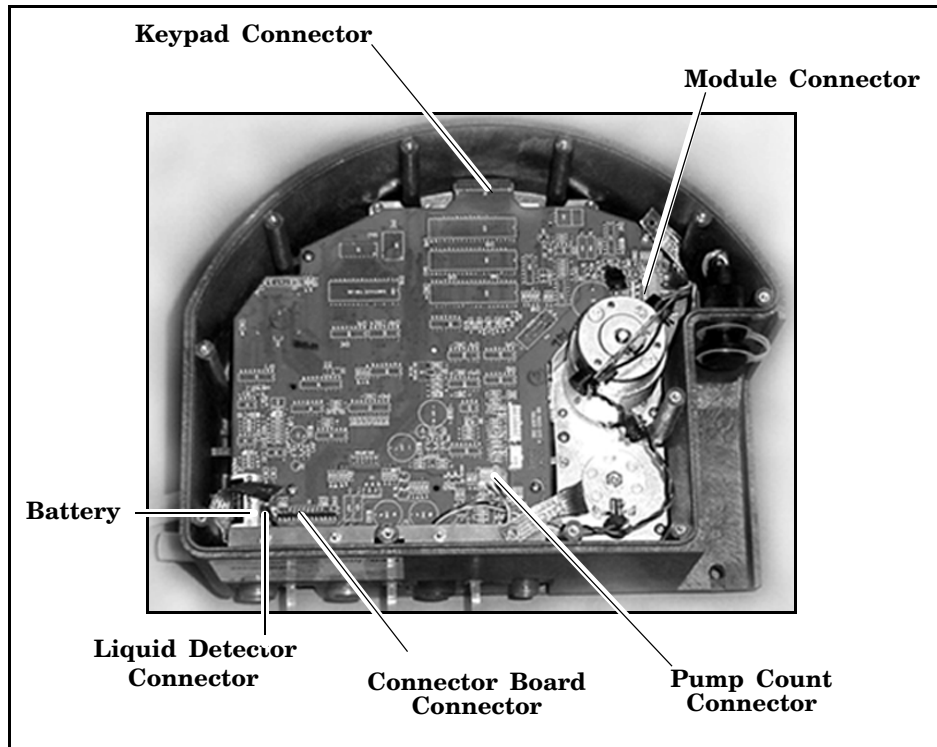 Keypad Connector
Module Connector
Battery
Liquid Detector
Connector
Connector Board
Connector
Pump Count
Connector